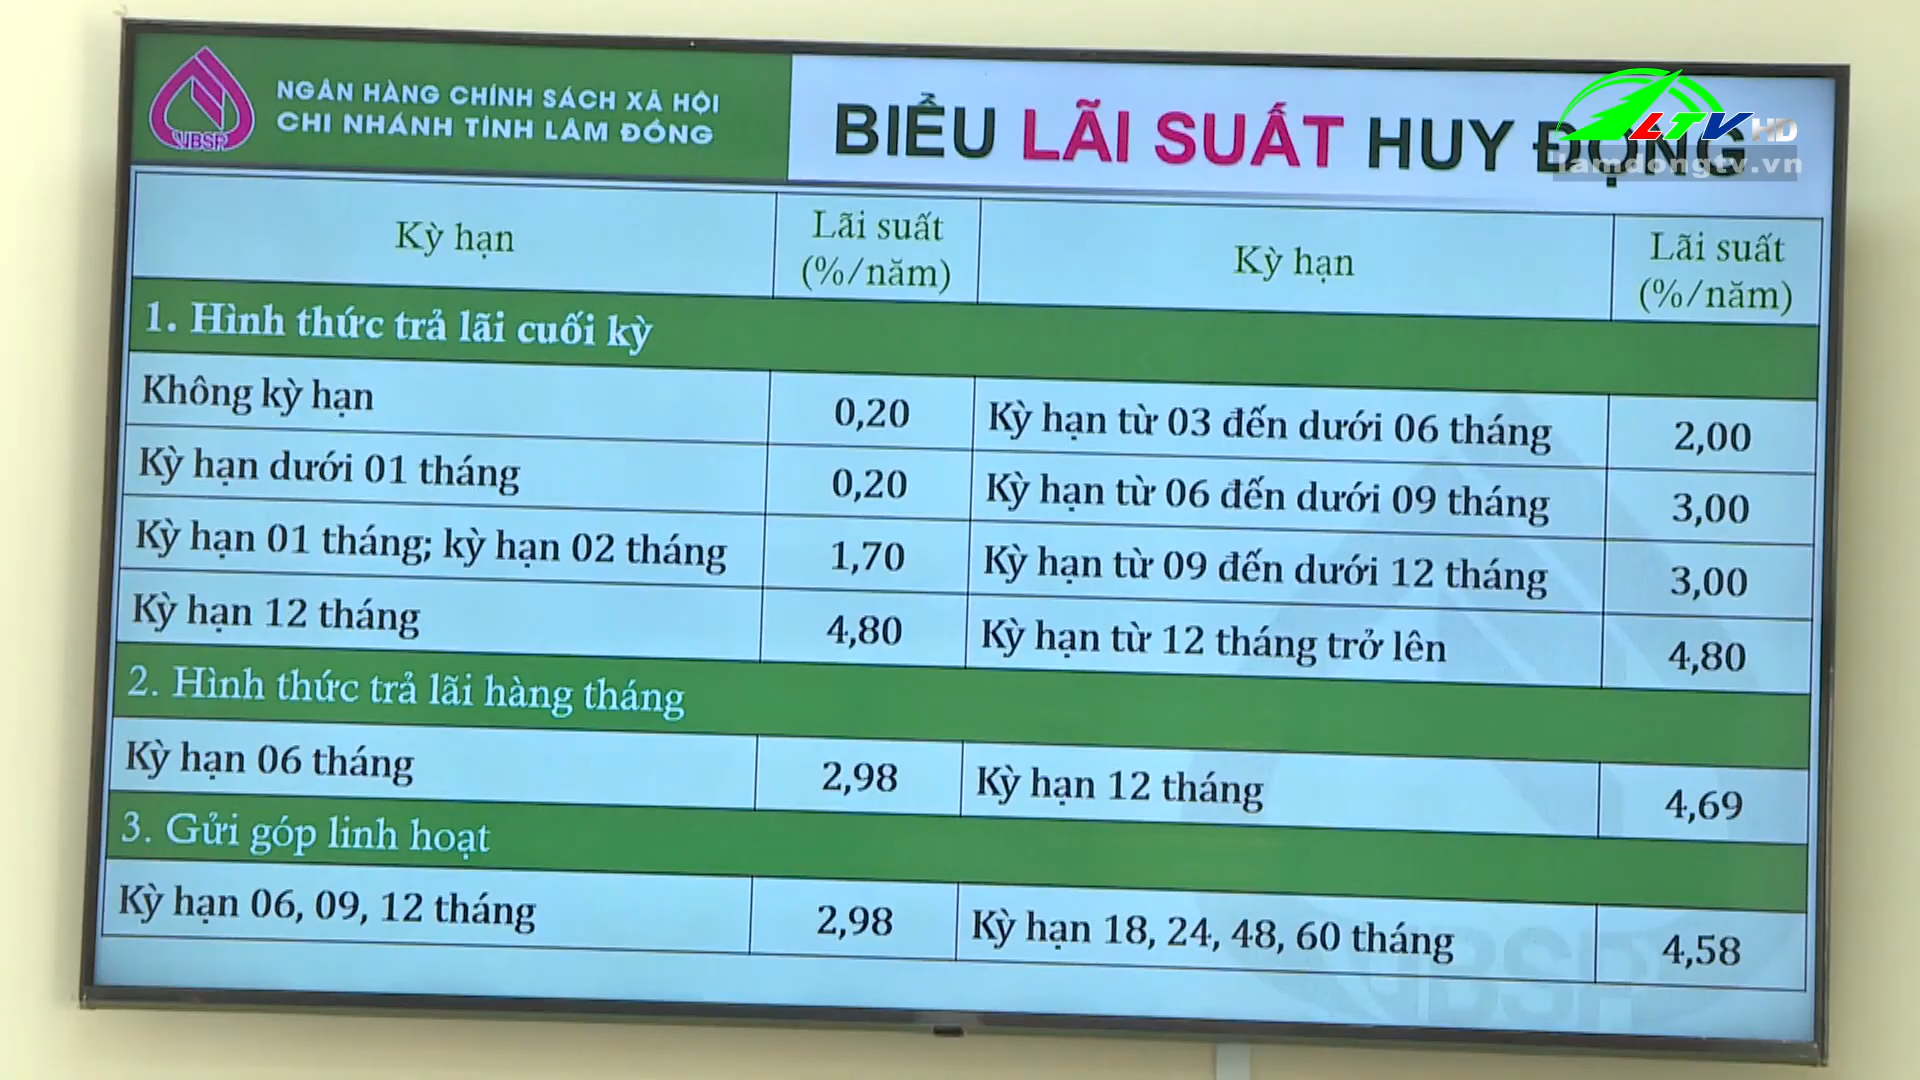 VBSP
NGÂN HÀNG CHÍNH SÁCH XÃ HỘI
CHI NHÁNH TỈNH LÂM ĐỒNG
BIỂU LÃI SUẤT HUY ĐỘNG
LTV HD
lamdongtv.vn
Kỳ hạn
Lãi suất
(%/năm)
Kỳ hạn
Lãi suất
(%/năm)
1. Hình thức trả lãi cuối kỳ
Không kỳ hạn 0,20 Kỳ hạn từ 03 đến dưới 06 tháng 2,00
Kỳ hạn dưới 01 tháng 0,20 Kỳ hạn từ 06 đến dưới 09 tháng 3,00
Kỳ hạn 01 tháng; kỳ hạn 02 tháng 1,70 Kỳ hạn từ 09 đến dưới 12 tháng 3,00
Kỳ hạn 12 tháng 4,80 Kỳ hạn từ 12 tháng trở lên 4,80
2. Hình thức trả lãi hàng tháng
Kỳ hạn 06 tháng 2,98 Kỳ hạn 12 tháng 4,69
3. Gửi góp linh hoạt
Kỳ hạn 06, 09, 12 tháng 2,98 Kỳ hạn 18, 24, 48, 60 tháng 4,58
VBSP